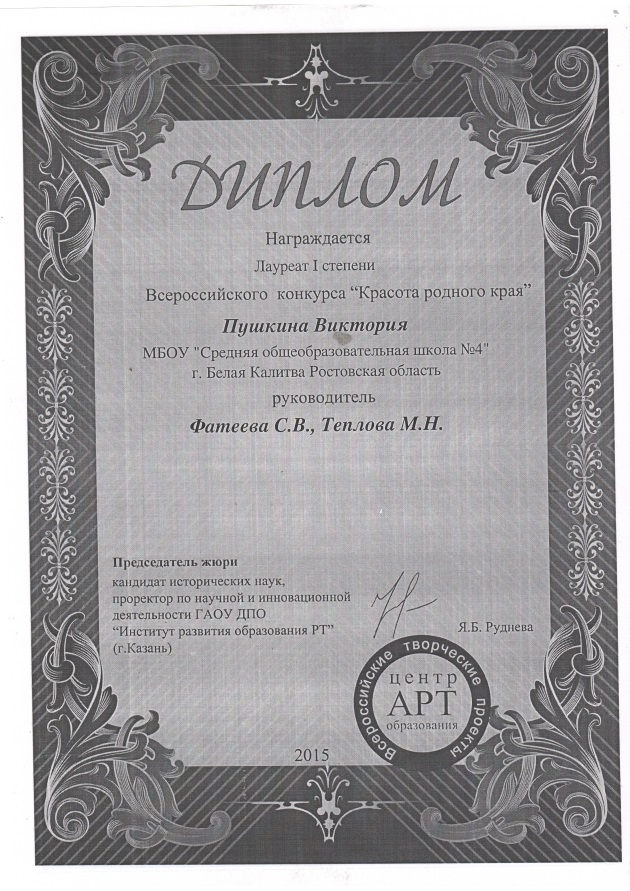 ДИПЛОМ
Награждается
Лауреат I степени
Всероссийского конкурса “Красота родного края”
Пушкина Виктория
МБОУ "Средняя общеобразовательная школа №4"
г. Белая Калитва Ростовская область
руководитель
Фатеева С.В., Теплова М.Н.
Председатель жюри
кандидат исторических наук,
проректор по научной и инновационной
деятельности ГАОУ ДПО
“Институт развития образования РТ”
(г.Казань)
Я.Б. Руднева
Всероссийские творческие проекты
центр
АРТ
образования
2015